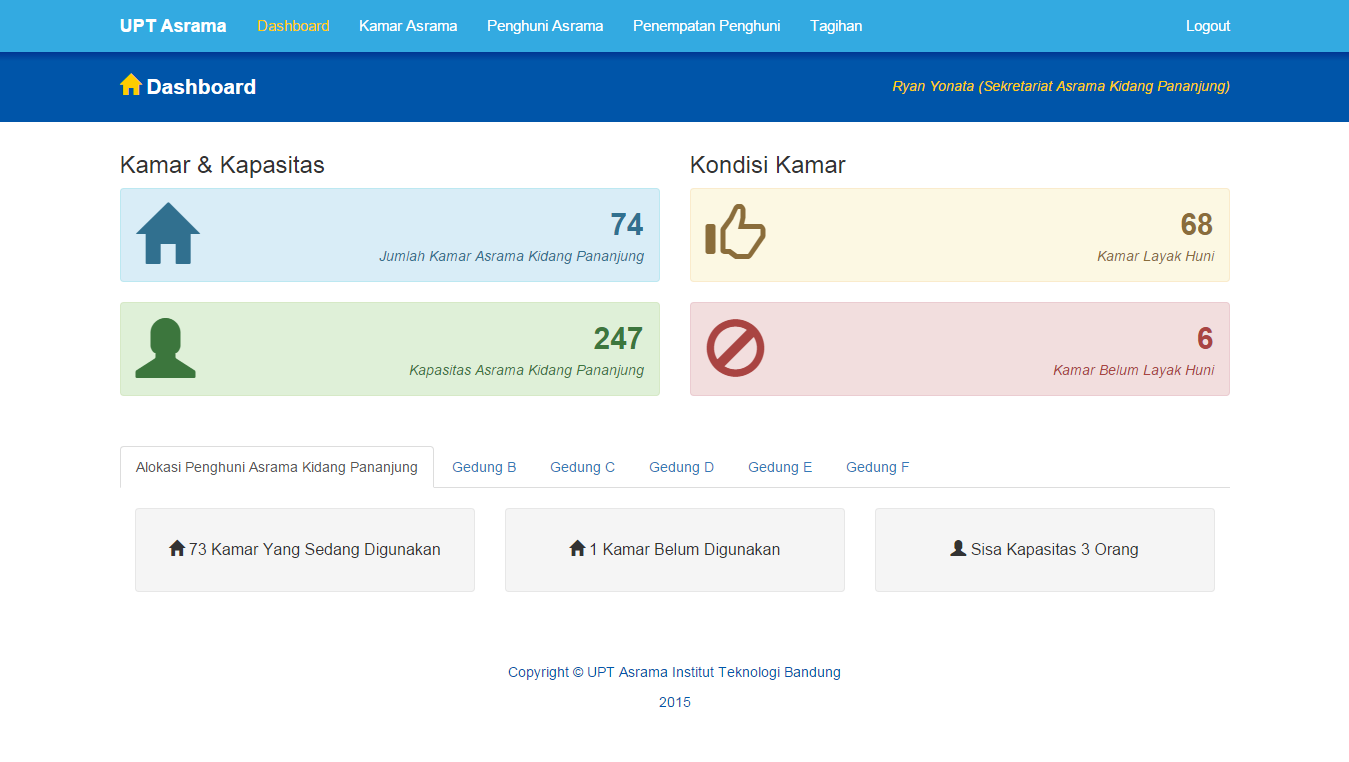 UPT Asrama Dashboard Kamar Asrama Penghuni Asrama Penempatan Penghuni Tagihan Logout
Dashboard Ryan Yonata (Sekretariat Asrama Kidang Pananjung)
Kamar & Kapasitas
74
Jumlah Kamar Asrama Kidang Pananjung
247
Kapasitas Asrama Kidang Pananjung
Kondisi Kamar
68
Kamar Layak Huni
6
Kamar Belum Layak Huni
Alokasi Penghuni Asrama Kidang Pananjung Gedung B Gedung C Gedung D Gedung E Gedung F
73 Kamar Yang Sedang Digunakan
1 Kamar Belum Digunakan
Sisa Kapasitas 3 Orang
Copyright © UPT Asrama Institut Teknologi Bandung
2015